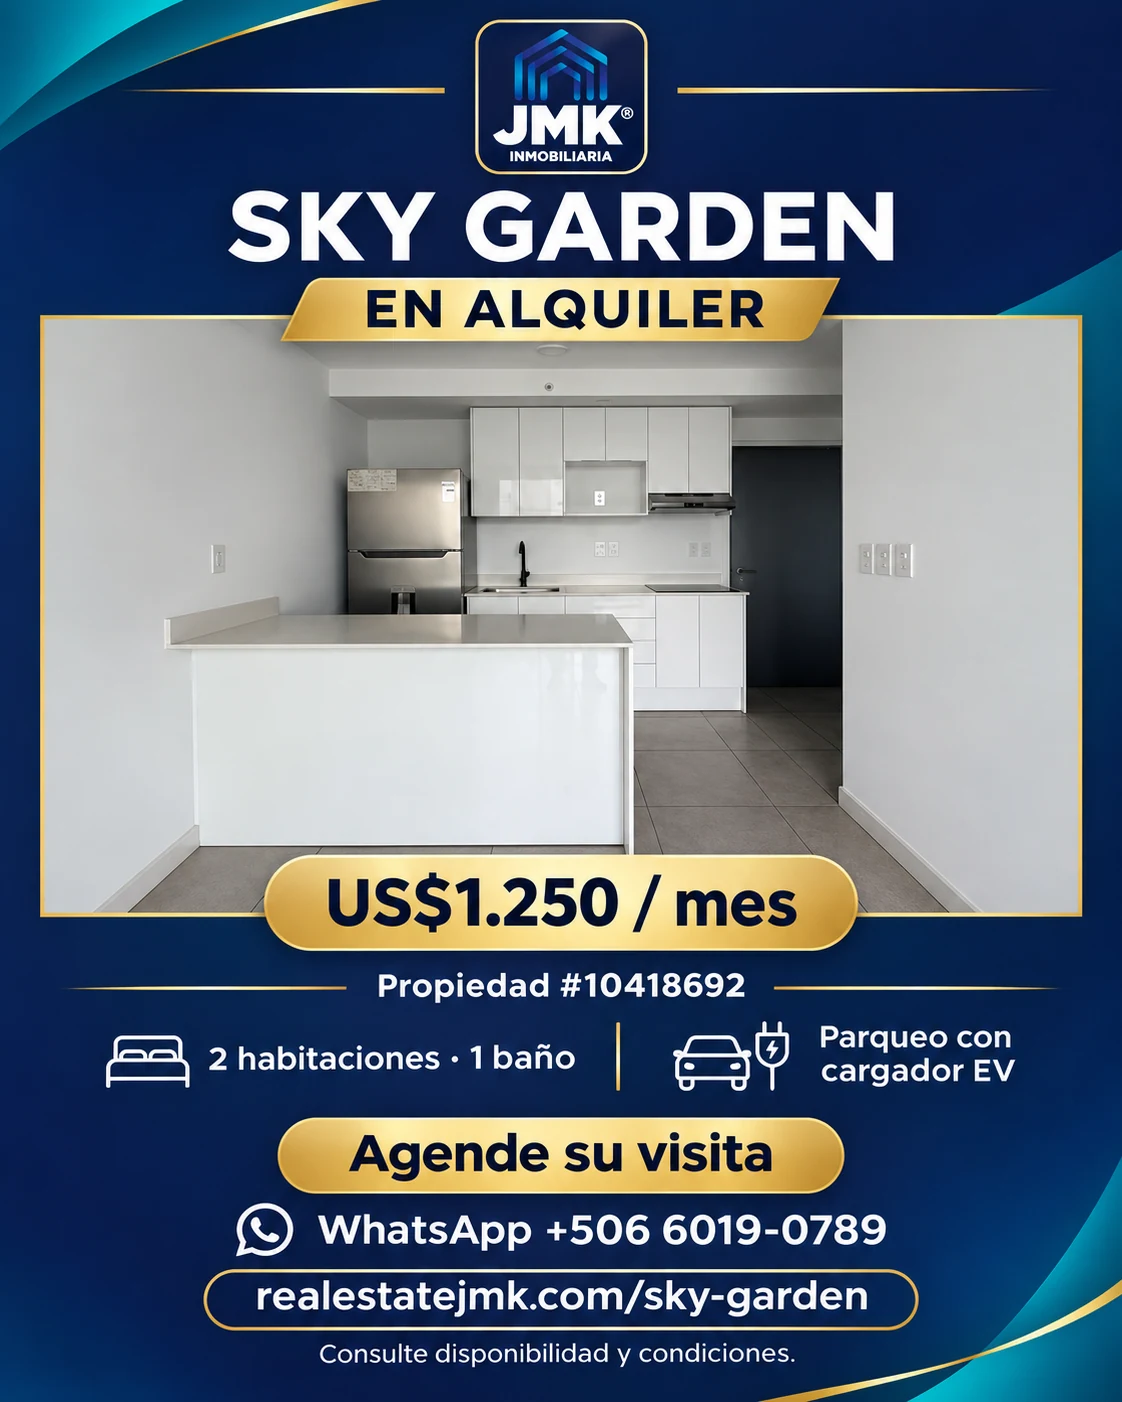 JMK®
INMOBILIARIA
SKY GARDEN
EN ALQUILER
US$1.250 / mes
Propiedad #10418692
2 habitaciones · 1 baño
Parqueo con
cargador EV
Agende su visita
WhatsApp +506 6019-0789
realestatejmk.com/sky-garden
Consulte disponibilidad y condiciones.